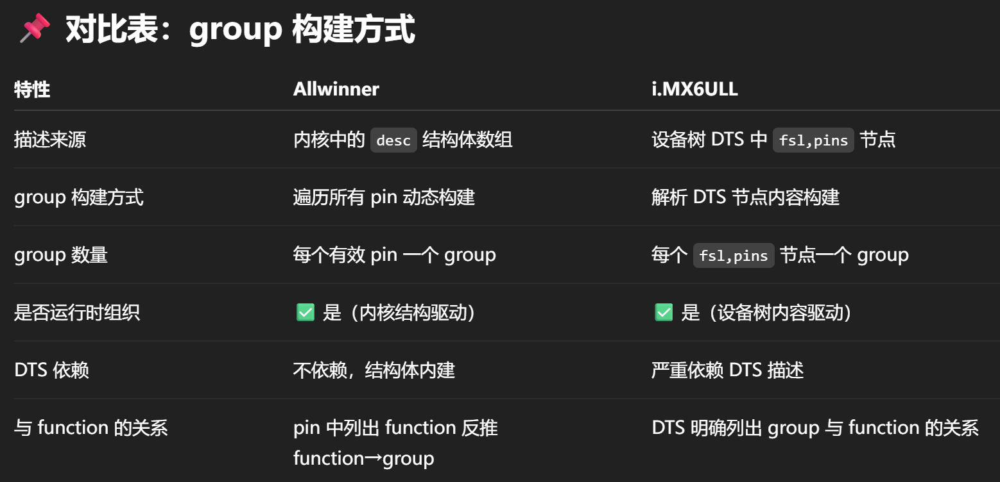 📌 对比表：group 构建方式
特性 Allwinner i.MX6ULL
描述来源 内核中的 desc 结构体数组 设备树 DTS 中 fsl,pins 节点
group 构建方式 遍历所有 pin 动态构建 解析 DTS 节点内容构建
group 数量 每个有效 pin 一个 group 每个 fsl,pins 节点一个 group
是否运行时组织 ✅ 是（内核结构驱动） ✅ 是（设备树内容驱动）
DTS 依赖 不依赖，结构体内建 严重依赖 DTS 描述
与 function 的关系 pin 中列出 function 反推 DTS 明确列出 group 与 function 的关系
function→group